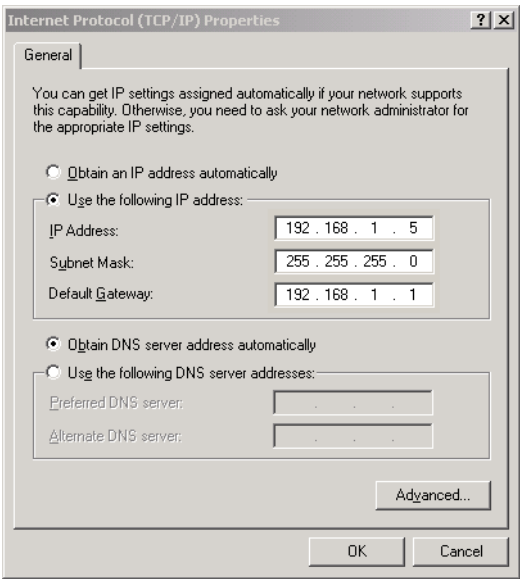 Internet Protocol (TCP/IP) Properties
General
You can get IP settings assigned automatically if your network supports
this capability. Otherwise, you need to ask your network administrator for
the appropriate IP settings.
Obtain an IP address automatically
Use the following IP address:
IP Address: 192 . 168 . 1 . 5
Subnet Mask: 255 . 255 . 255 . 0
Default Gateway: 192 . 168 . 1 . 1
Obtain DNS server address automatically
Use the following DNS server addresses:
Preferred DNS server: . . .
Alternate DNS server: . . .
Advanced...
OK Cancel